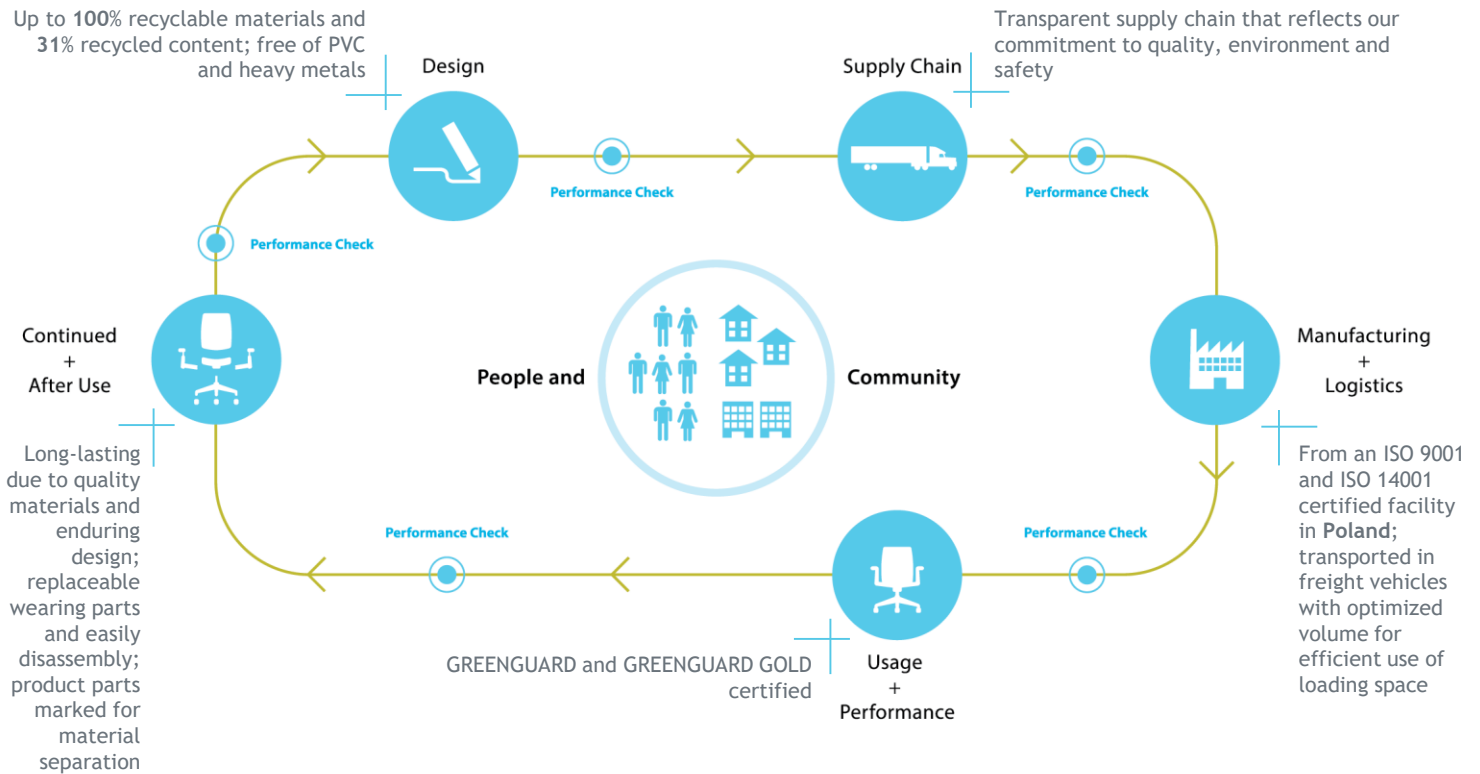 Up to 100% recyclable materials and
31% recycled content; free of PVC
and heavy metals
Design
Supply Chain
Transparent supply chain that reflects our
commitment to quality, environment and
safety
Performance Check
Performance Check
Performance Check
Continued
+
After Use
People and
Community
Manufacturing
+
Logistics
Long-lasting
due to quality
materials and
enduring
design;
replaceable
wearing parts
and easily
disassembly;
product parts
marked for
material
separation
From an ISO 9001
and ISO 14001
certified facility
in Poland;
transported in
freight vehicles
with optimized
volume for
efficient use of
loading space
Performance Check
Performance Check
GREENGUARD and GREENGUARD GOLD
certified
Usage
+
Performance